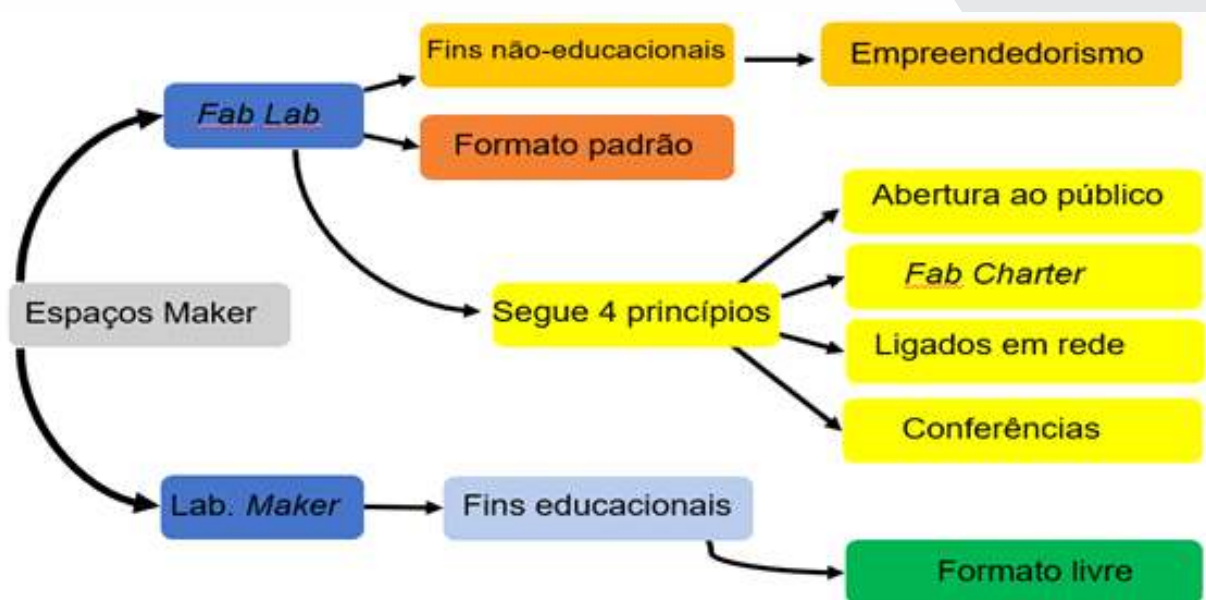 Fins não-educacionais
Empreendedorismo
Fab Lab
Formato padrão
Abertura ao público
Fab Charter
Espaços Maker
Segue 4 princípios
Ligados em rede
Conferências
Lab. Maker
Fins educacionais
Formato livre